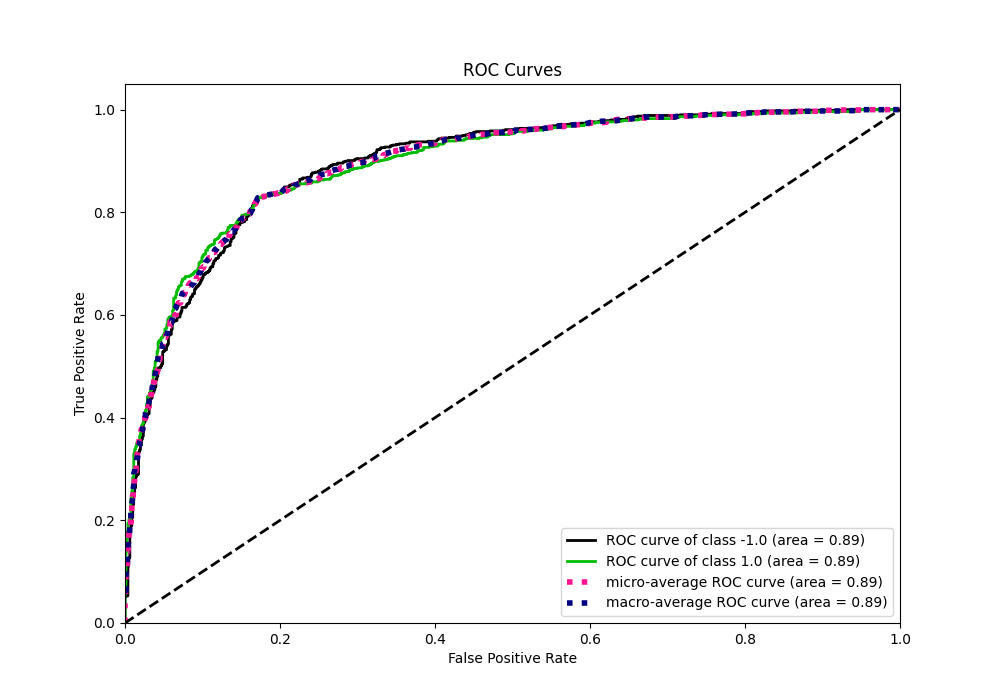 ROC Curves
True Positive Rate
1.0
0.8
0.6
0.4
0.2
0.0
ROC curve of class -1.0 (area = 0.89)
ROC curve of class 1.0 (area = 0.89)
micro-average ROC curve (area = 0.89)
macro-average ROC curve (area = 0.89)
0.0 0.2 0.4 0.6 0.8 1.0
False Positive Rate